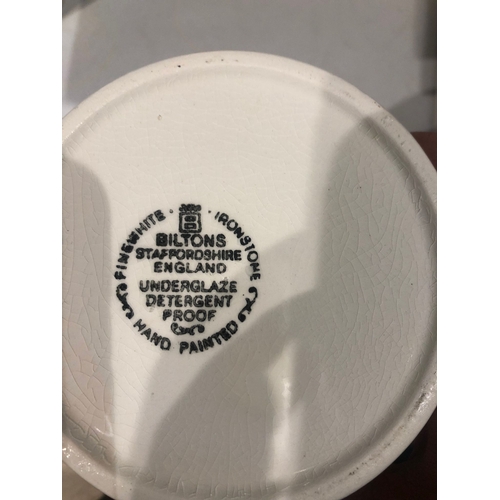 FINE WHITE · IRONSTONE
B
BILTONS
STAFFORDSHIRE
ENGLAND
UNDERGLAZE
DETERGENT
PROOF
HAND PAINTED